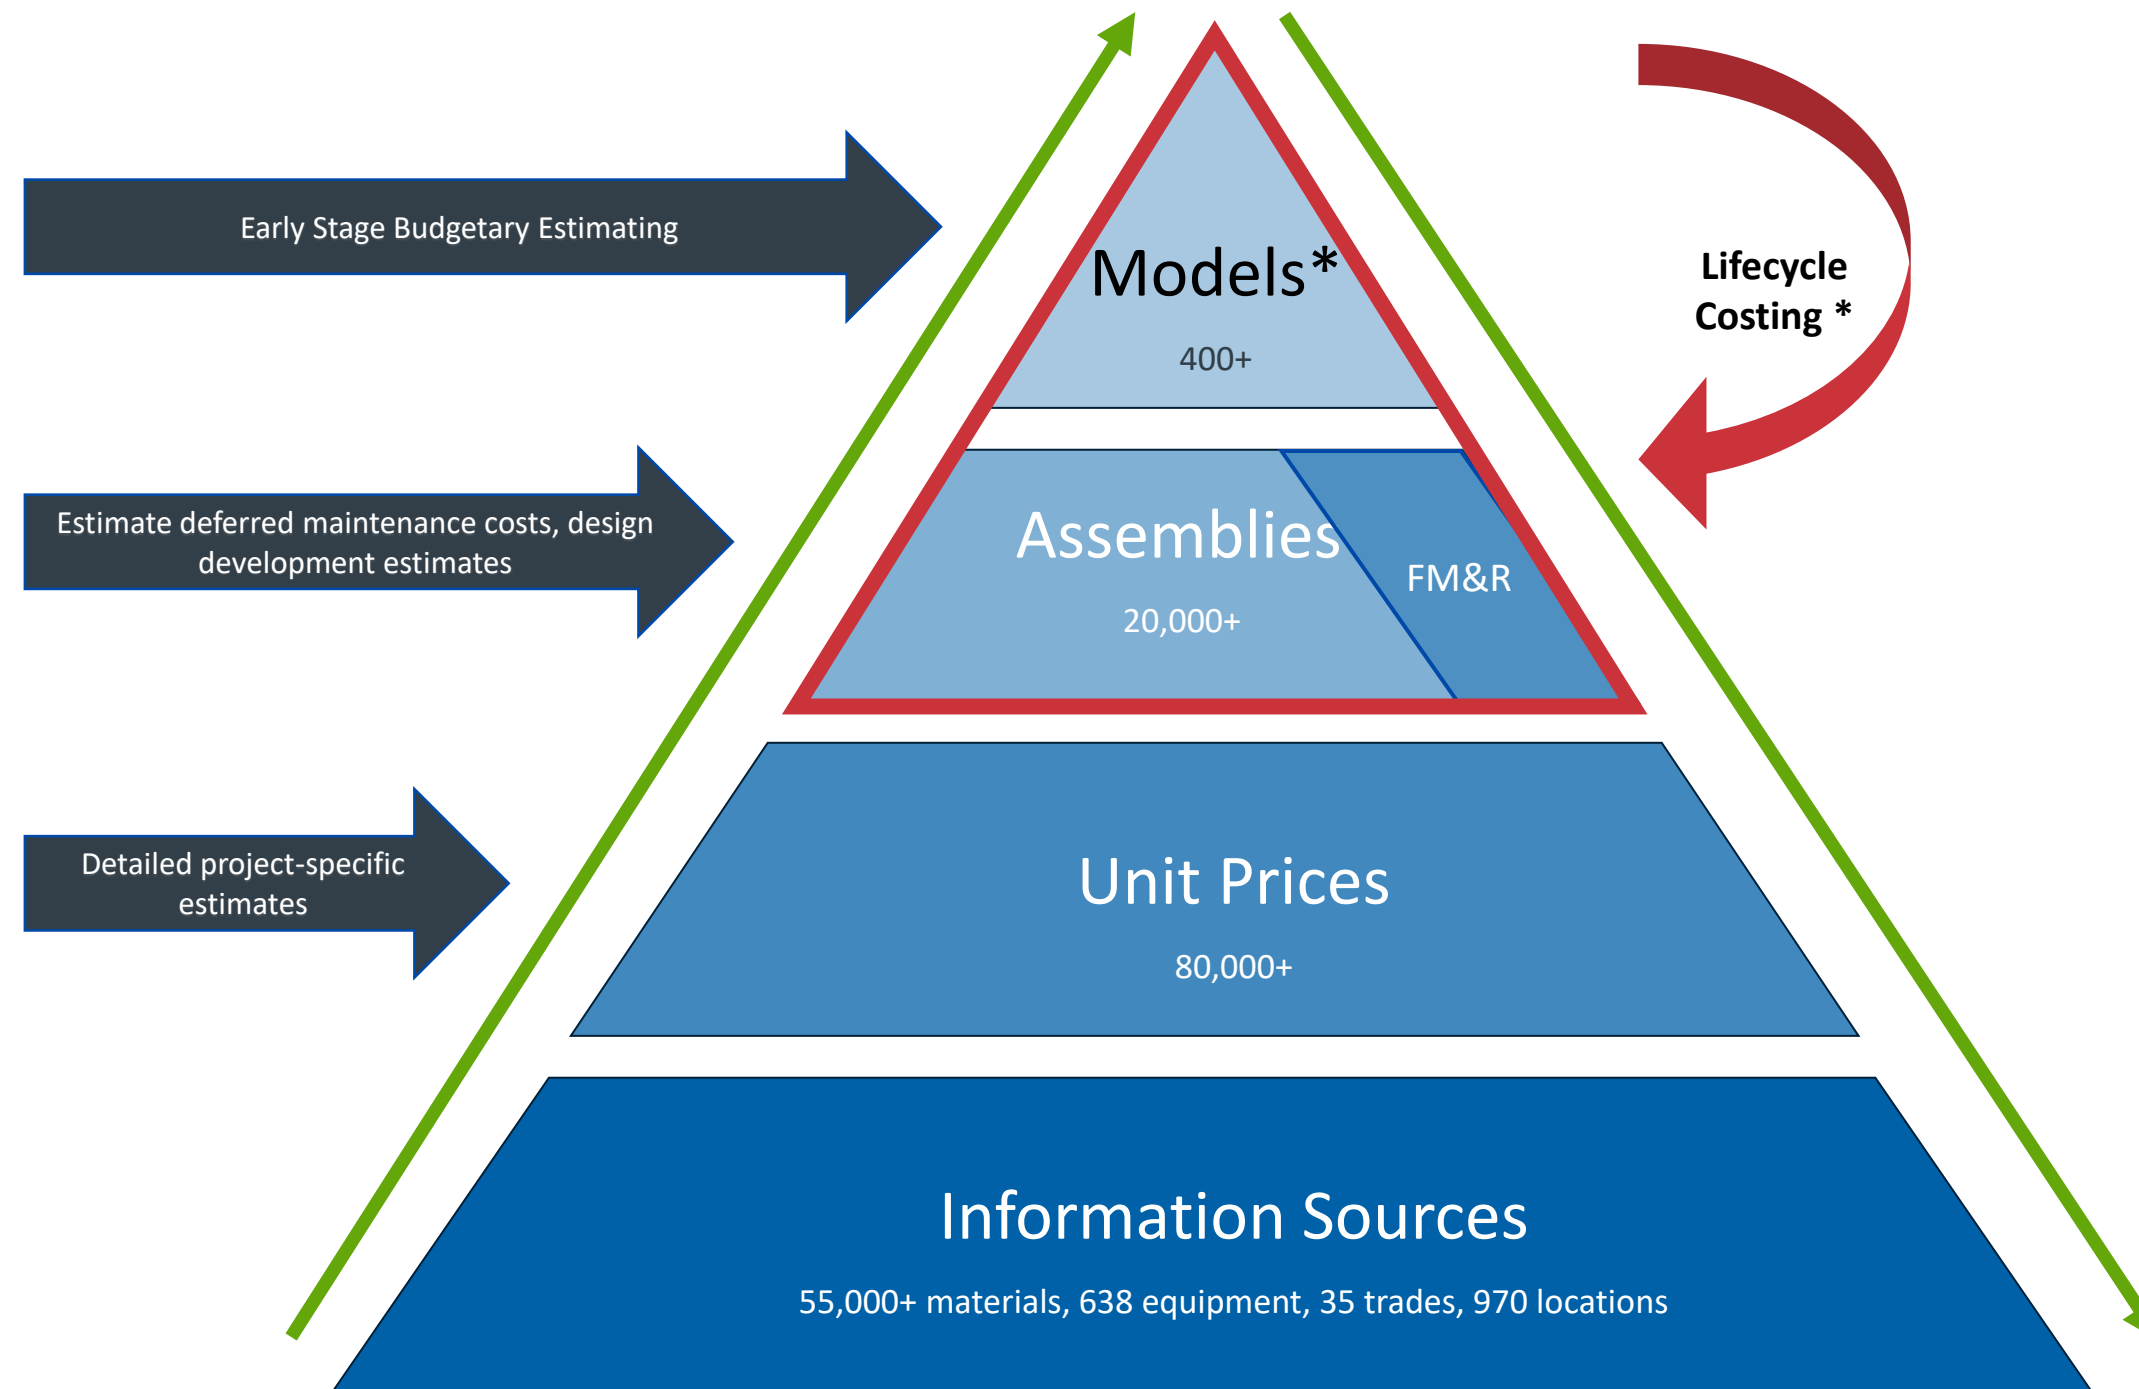 Early Stage Budgetary Estimating
Models*
400+
Lifecycle
Costing *
Estimate deferred maintenance costs, design
development estimates
Assemblies
20,000+
FM&R
Detailed project-specific
estimates
Unit Prices
80,000+
Information Sources
55,000+ materials, 638 equipment, 35 trades, 970 locations